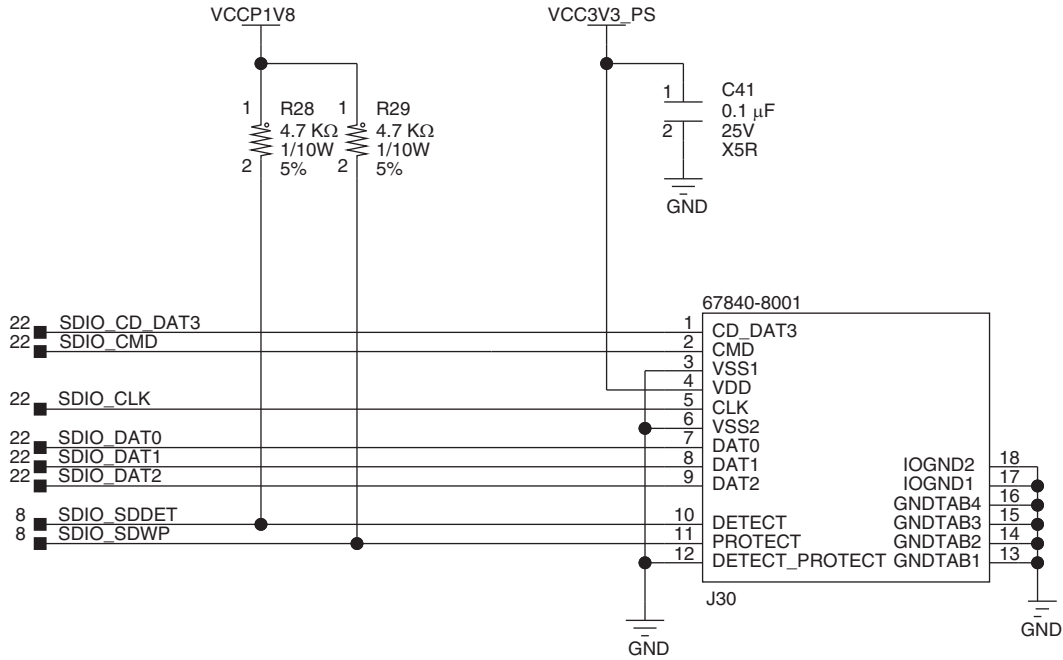 VCCP1V8
VCC3V3_PS
1 R28
4.7 KΩ
1/10W
2 5%
1 R29
4.7 KΩ
1/10W
2 5%
1 C41
0.1 μF
2 25V
X5R
GND
67840-8001
22 SDIO_CD_DAT3 1 CD_DAT3
22 SDIO_CMD 2 CMD
3 VSS1
4 VDD
22 SDIO_CLK 5 CLK
6 VSS2
22 SDIO_DAT0 7 DAT0
22 SDIO_DAT1 8 DAT1 IOGND2 18
22 SDIO_DAT2 9 DAT2 IOGND1 17
GNDTAB4 16
8 SDIO_SDDET 10 DETECT GNDTAB3 15
8 SDIO_SDWP 11 PROTECT GNDTAB2 14
12 DETECT_PROTECT GNDTAB1 13
J30
GND
GND